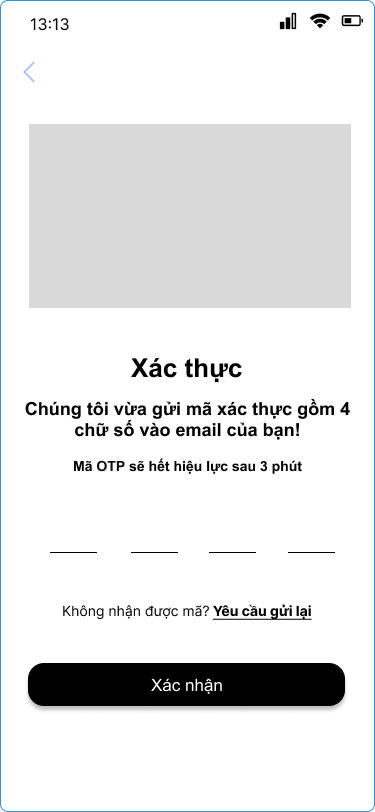 13:13
Xác thực
Chúng tôi vừa gửi mã xác thực gồm 4
chữ số vào email của bạn!
Mã OTP sẽ hết hiệu lực sau 3 phút
Không nhận được mã? Yêu cầu gửi lại
Xác nhận